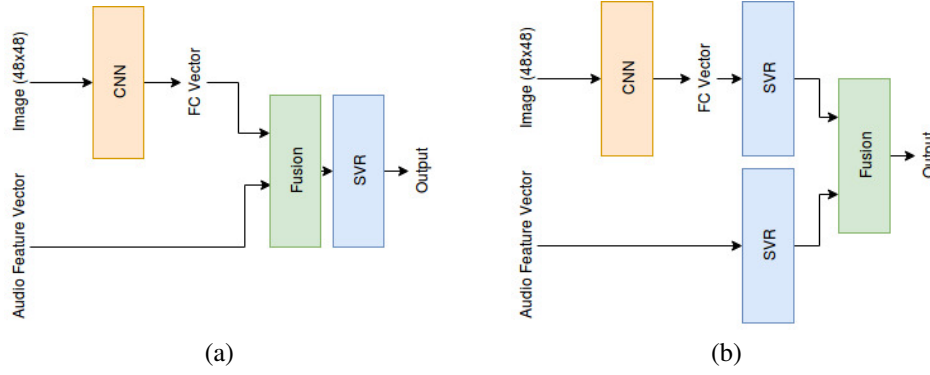 Image (48x48)
CNN
FC Vector
Audio Feature Vector
Fusion
SVR
Output
(a)
Image (48x48)
CNN
FC Vector
SVR
Audio Feature Vector
SVR
Fusion
Output
(b)